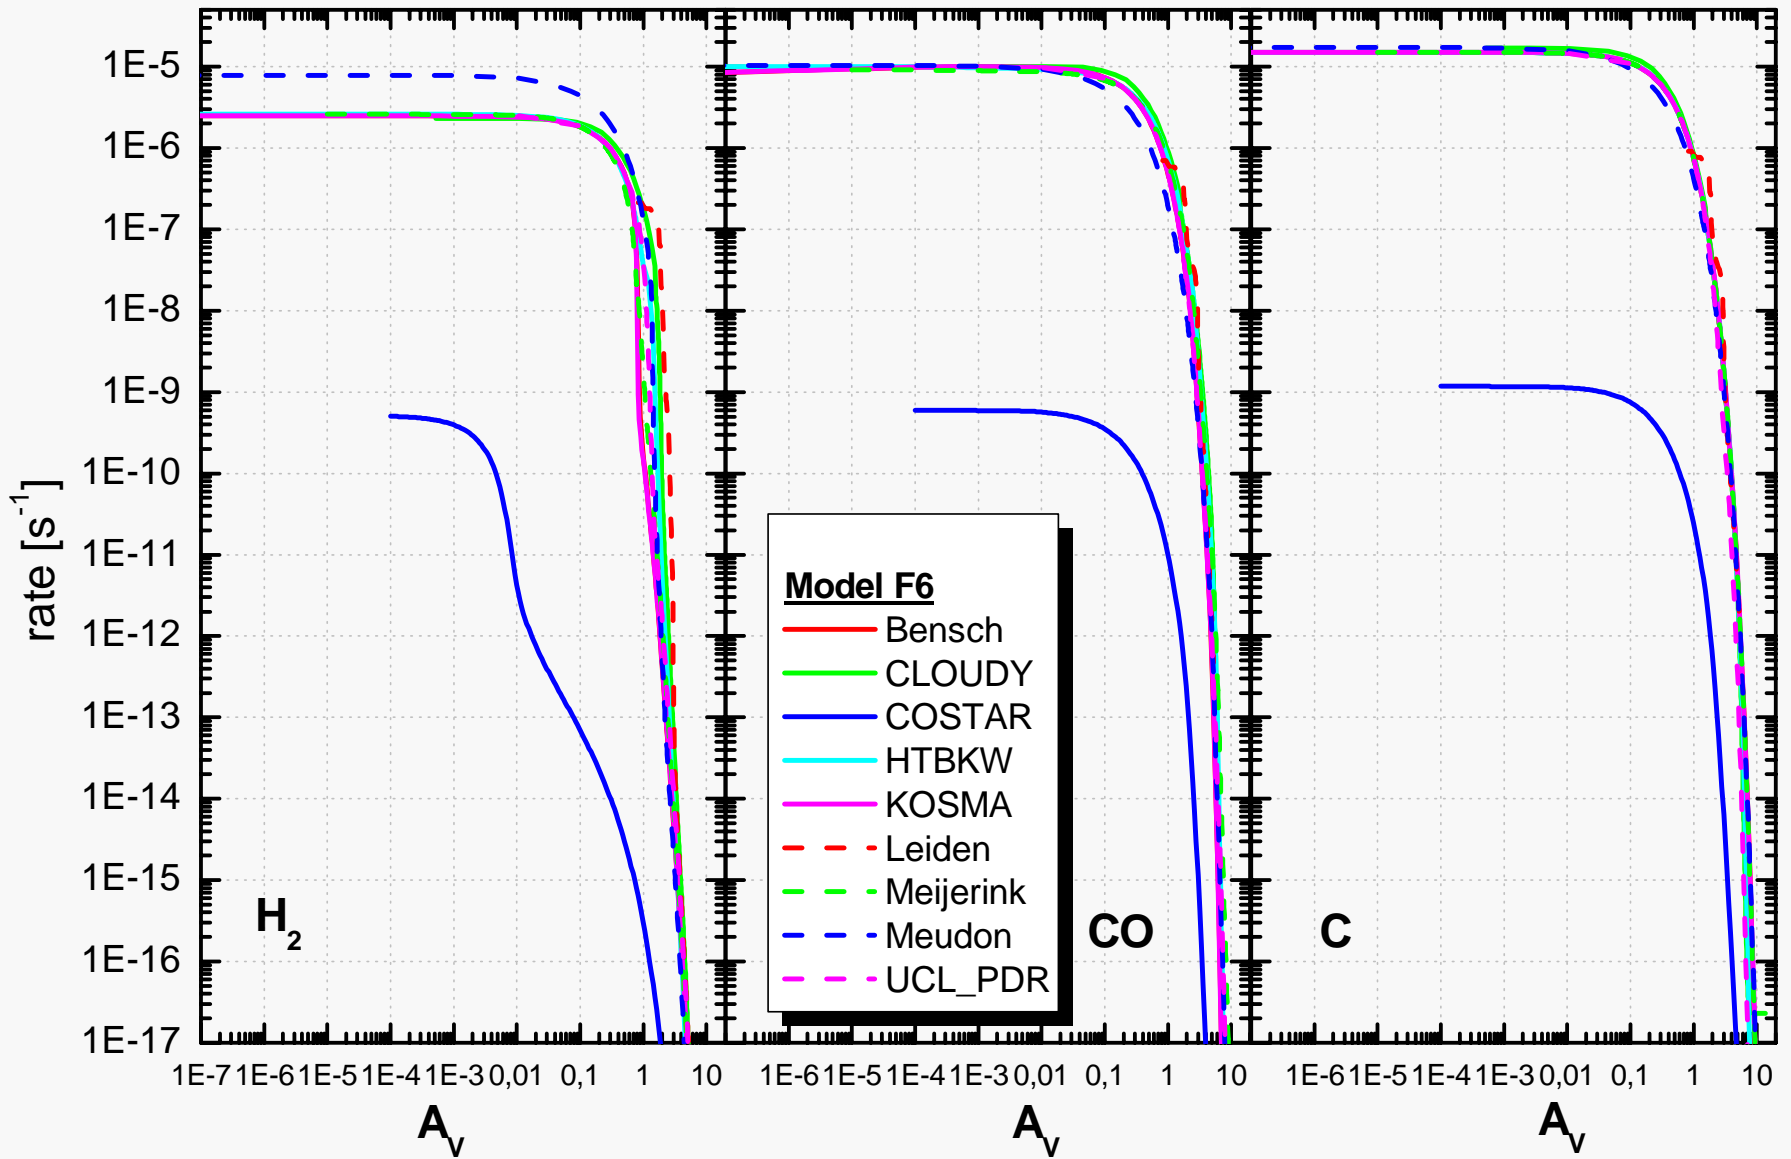 1E-5
1E-6
1E-7
1E-8
1E-9
1E-10
1E-11
1E-12
1E-13
1E-14
1E-15
1E-16
1E-17
rate [s⁻¹]
H₂
Model F6
Bensch
CLOUDY
COSTAR
HTBKW
KOSMA
Leiden
Meijerink
Meudon
UCL_PDR
CO
C
1E-7 1E-6 1E-5 1E-4 1E-3 0,01 0,1 1 10
1E-6 1E-5 1E-4 1E-3 0,01 0,1 1 10
1E-6 1E-5 1E-4 1E-3 0,01 0,1 1 10
A_V
A_V
A_V